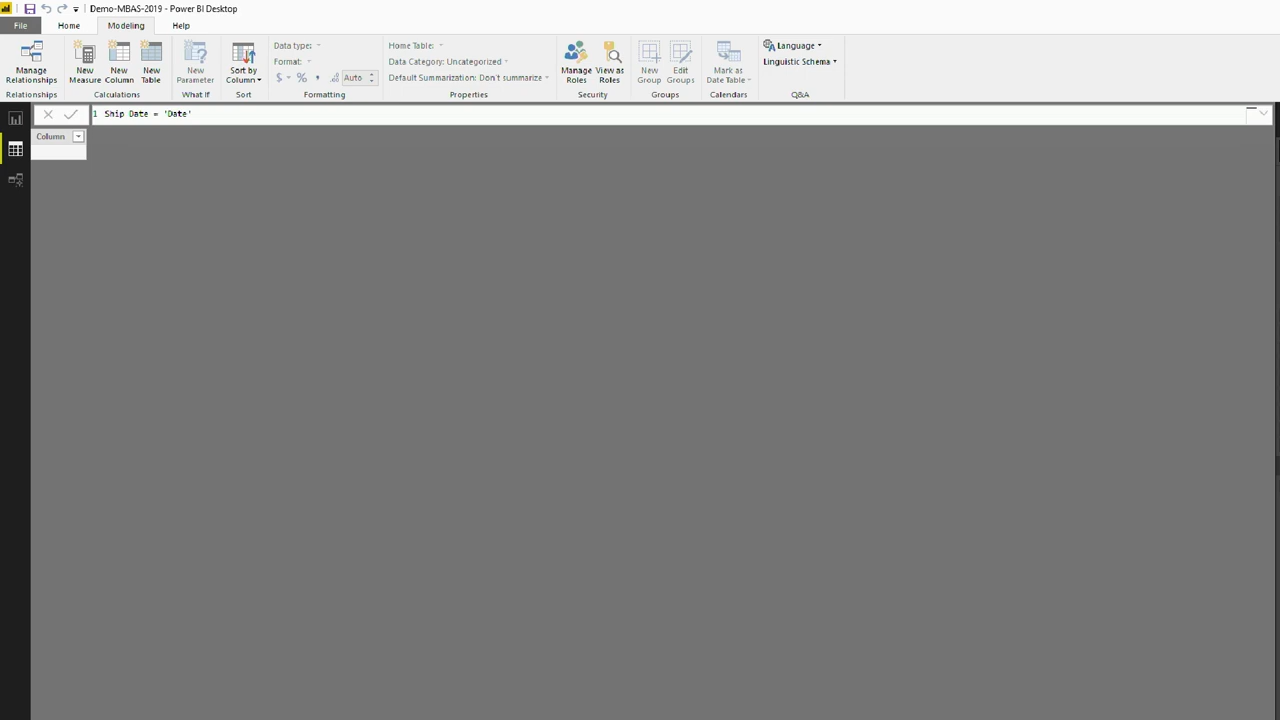 Demo-MBAS-2019 - Power BI Desktop
File Home Modeling Help
Manage Relationships
Relationships
New Measure
New Column
New Table
Calculations
New Parameter
What if
Sort by Column
Sort
Data type:
Format:
$ % , .00 Auto
Formatting
Home Table:
Data Category: Uncategorized
Default Summarization: Don't summarize
Properties
Manage Roles
View as Roles
Security
New Group
Edit Groups
Groups
Mark as Date Table
Calendars
Language
Linguistic Schema
Q&A
1 Ship Date = 'Date'
Column